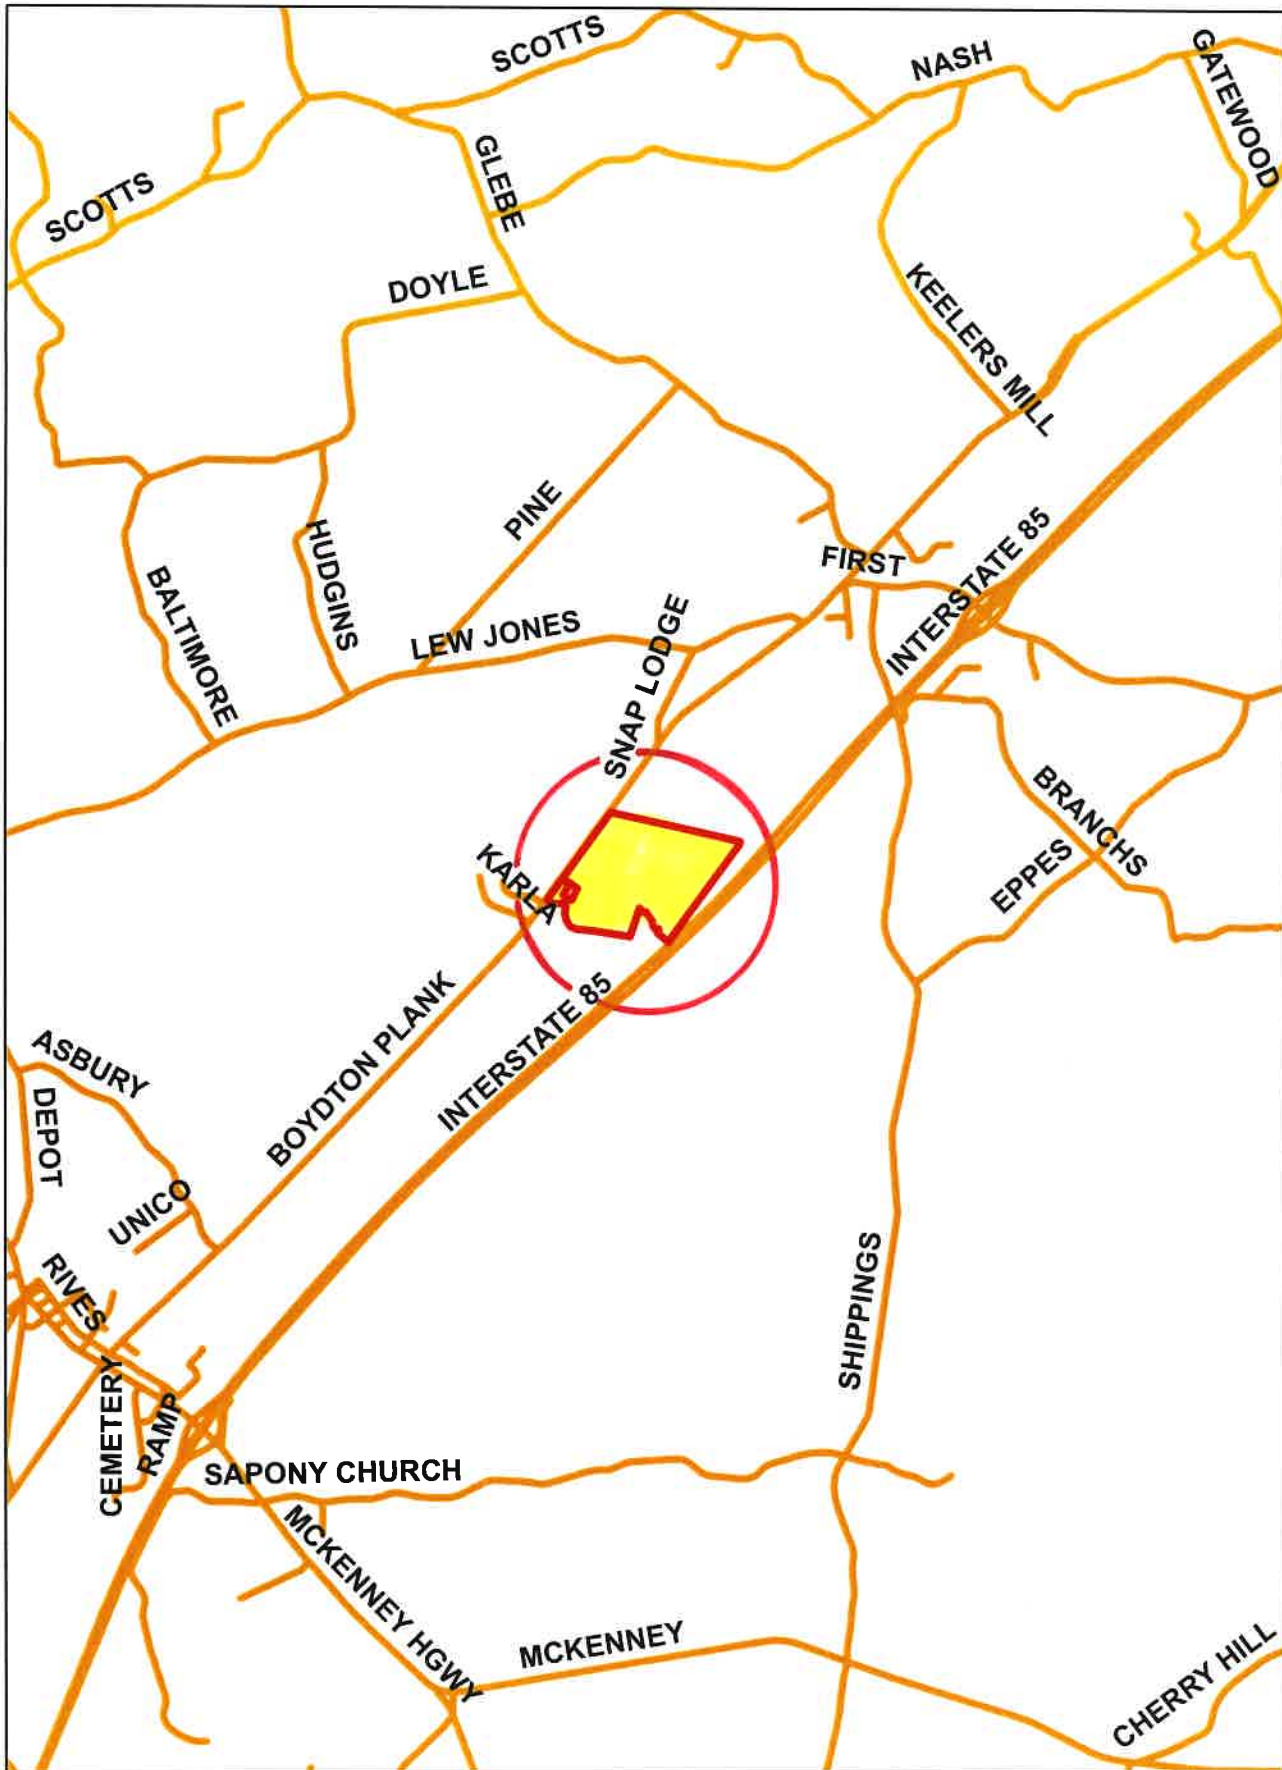 SCOTTS
NASH
GATEWOOD
GLEBE
SCOTTS
DOYLE
KEELERS MILL
PINE
HUDGINS
FIRST
INTERSTATE 85
BALTIMORE
LEW JONES
SNAP LODGE
BRANCHS
EPPES
KARLA
BOYDTON PLANK
INTERSTATE 85
ASBURY
DEPOT
UNICO
RIVES
SHIPPINGS
CEMETERY
RAMP
SAPONY CHURCH
MCKENNEY HGWY
MCKENNEY
CHERRY HILL